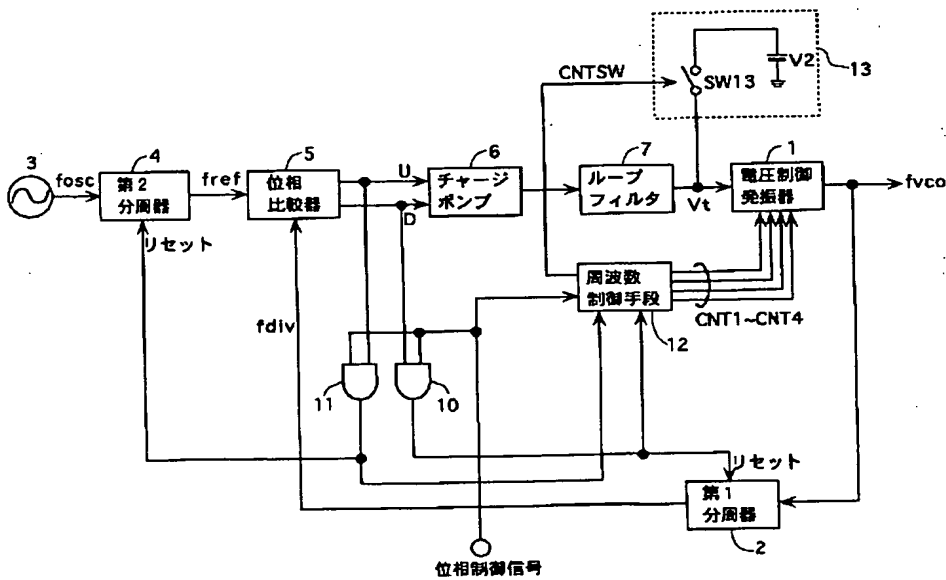 V2
13
CNTSW
SW13
3
4
5
6
7
1
fosc
第2
分周器
fref
位相
比較器
U
D
チャージ
ポンプ
ループ
フィルタ
Vt
電圧制御
発振器
fvco
リセット
周波数
制御手段
fdiv
CNT1~CNT4
12
11
10
リセット
第1
分周器
2
位相制御信号